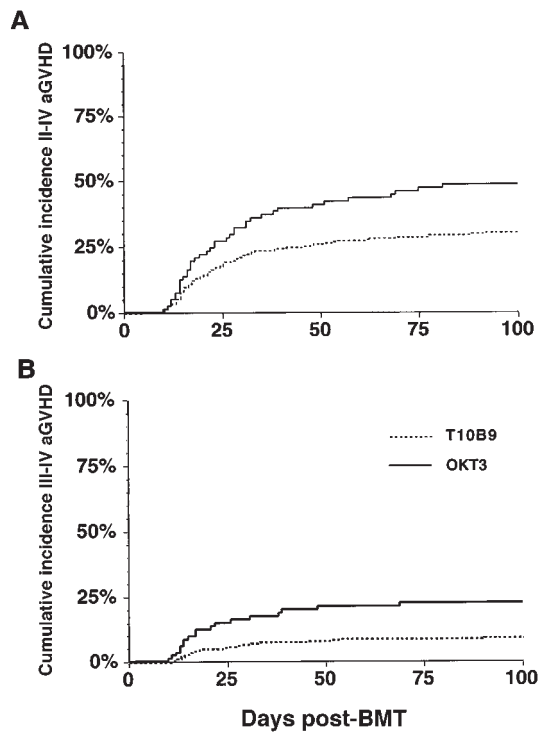 A
Cumulative incidence II-IV aGVHD
100%
75%
50%
25%
0%
0 25 50 75 100
B
Cumulative incidence III-IV aGVHD
100%
75%
50%
25%
0%
T10B9
OKT3
0 25 50 75 100
Days post-BMT